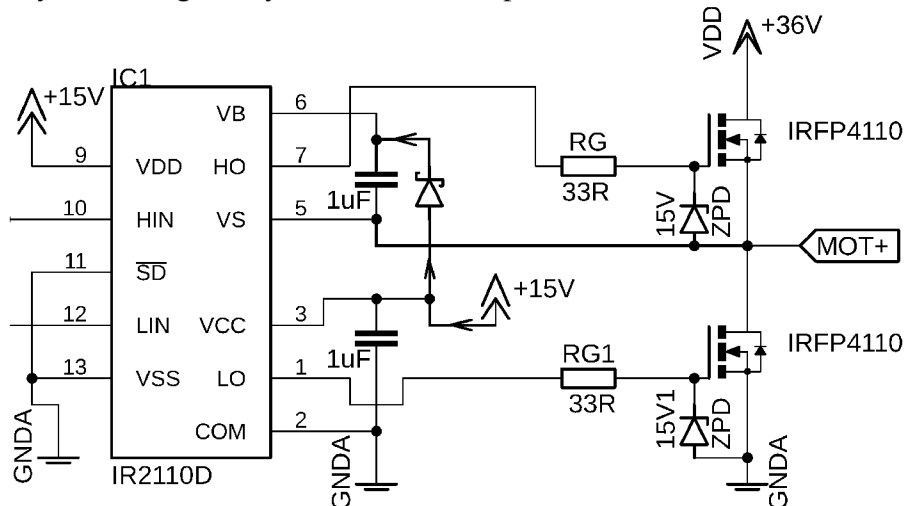 VDD
+36V
IC1
+15V
6
VB
RG
IRFP4110
9
VDD
HO
7
33R
1uF
15V
ZPD
10
HIN
VS
5
MOT+
11
SD
+15V
12
LIN
VCC
3
1uF
RG1
IRFP4110
13
VSS
LO
1
33R
15V1
ZPD
COM
2
GNDA
IR2110D
GNDA
GNDA